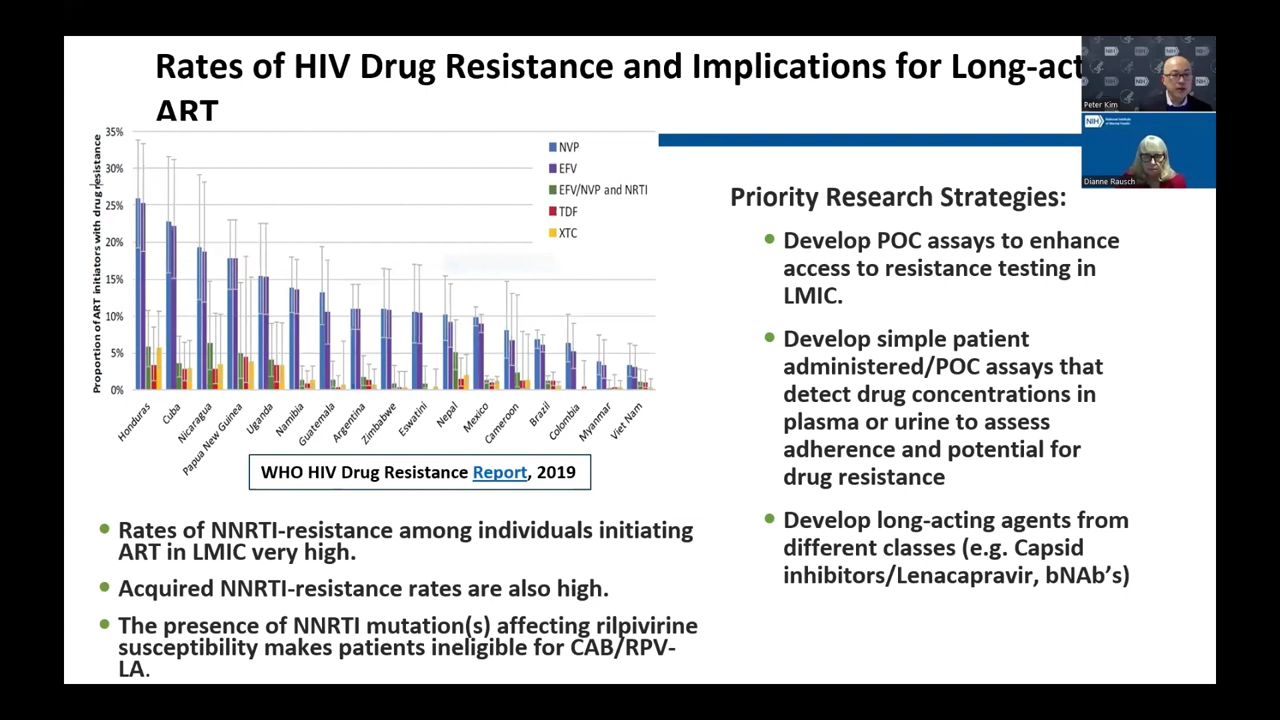 Rates of HIV Drug Resistance and Implications for Long-act
ART
NIH
Peter Kim
NIH
National Institute
of Mental Health
Dianne Rausch
Proportion of ART initiators with drug resistance
35%
30%
25%
20%
15%
10%
5%
0%
NVP
EFV
EFV/NVP and NRTI
TDF
XTC
Honduras
Cuba
Nicaragua
Papua New Guinea
Uganda
Namibia
Guatemala
Argentina
Zimbabwe
Eswatini
Nepal
Mexico
Cameroon
Brazil
Colombia
Myanmar
Viet Nam
WHO HIV Drug Resistance Report, 2019
• Rates of NNRTI-resistance among individuals initiating
ART in LMIC very high.
• Acquired NNRTI-resistance rates are also high.
• The presence of NNRTI mutation(s) affecting rilpivirine
susceptibility makes patients ineligible for CAB/RPV-
LA.
Priority Research Strategies:
• Develop POC assays to enhance
access to resistance testing in
LMIC.
• Develop simple patient
administered/POC assays that
detect drug concentrations in
plasma or urine to assess
adherence and potential for
drug resistance
• Develop long-acting agents from
different classes (e.g. Capsid
inhibitors/Lenacapravir, bNAb's)